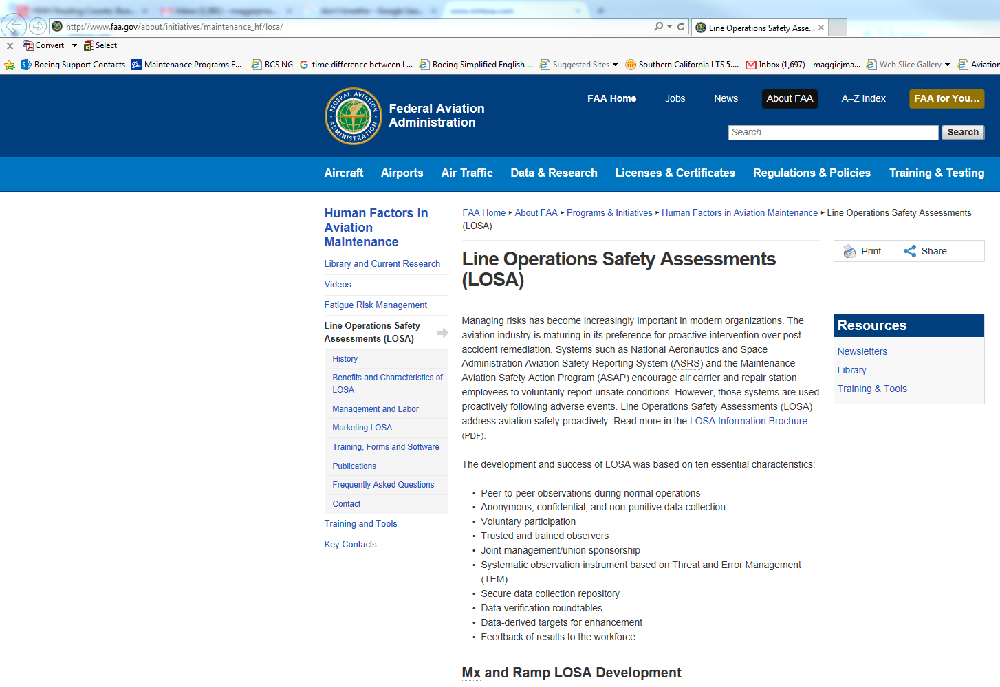 http://www.faa.gov/about/initiatives/maintenance_hf/losa/
Line Operations Safety Asse...
x Convert Select
Boeing Support Contacts Maintenance Programs E... BCS NG time difference between L... Boeing Simplified English ... Suggested Sites Southern California LTS 5.... Inbox (1,697) - maggiejma... Web Slice Gallery Aviation
FEDERAL AVIATION ADMINISTRATION
Federal Aviation
Administration
FAA Home Jobs News About FAA A–Z Index FAA for You...
Search Search
Aircraft Airports Air Traffic Data & Research Licenses & Certificates Regulations & Policies Training & Testing
Human Factors in
Aviation
Maintenance
Library and Current Research
Videos
Fatigue Risk Management
Line Operations Safety
Assessments (LOSA)
History
Benefits and Characteristics of
LOSA
Management and Labor
Marketing LOSA
Training, Forms and Software
Publications
Frequently Asked Questions
Contact
Training and Tools
Key Contacts
FAA Home ▸ About FAA ▸ Programs & Initiatives ▸ Human Factors in Aviation Maintenance ▸ Line Operations Safety Assessments
(LOSA)
Print Share
Line Operations Safety Assessments
(LOSA)
Managing risks has become increasingly important in modern organizations. The
aviation industry is maturing in its preference for proactive intervention over post-
accident remediation. Systems such as National Aeronautics and Space
Administration Aviation Safety Reporting System (ASRS) and the Maintenance
Aviation Safety Action Program (ASAP) encourage air carrier and repair station
employees to voluntarily report unsafe conditions. However, those systems are used
proactively following adverse events. Line Operations Safety Assessments (LOSA)
address aviation safety proactively. Read more in the LOSA Information Brochure
(PDF).
The development and success of LOSA was based on ten essential characteristics:
• Peer-to-peer observations during normal operations
• Anonymous, confidential, and non-punitive data collection
• Voluntary participation
• Trusted and trained observers
• Joint management/union sponsorship
• Systematic observation instrument based on Threat and Error Management
(TEM)
• Secure data collection repository
• Data verification roundtables
• Data-derived targets for enhancement
• Feedback of results to the workforce.
Mx and Ramp LOSA Development
Resources
Newsletters
Library
Training & Tools